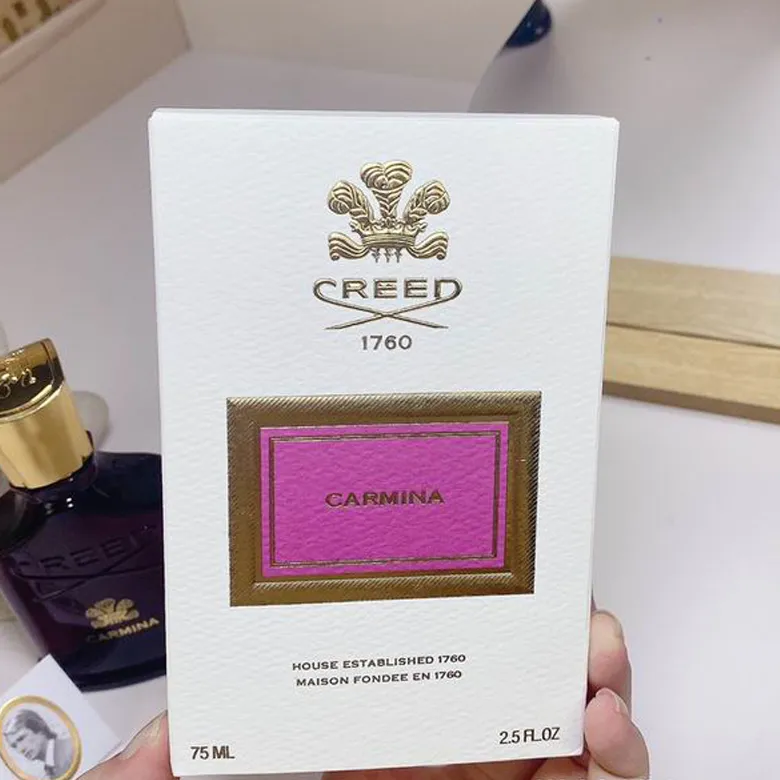 CREED
1760
CARMINA
HOUSE ESTABLISHED 1760
MAISON FONDEE EN 1760
75 ML
2.5 FL.OZ
CREED
CARMINA